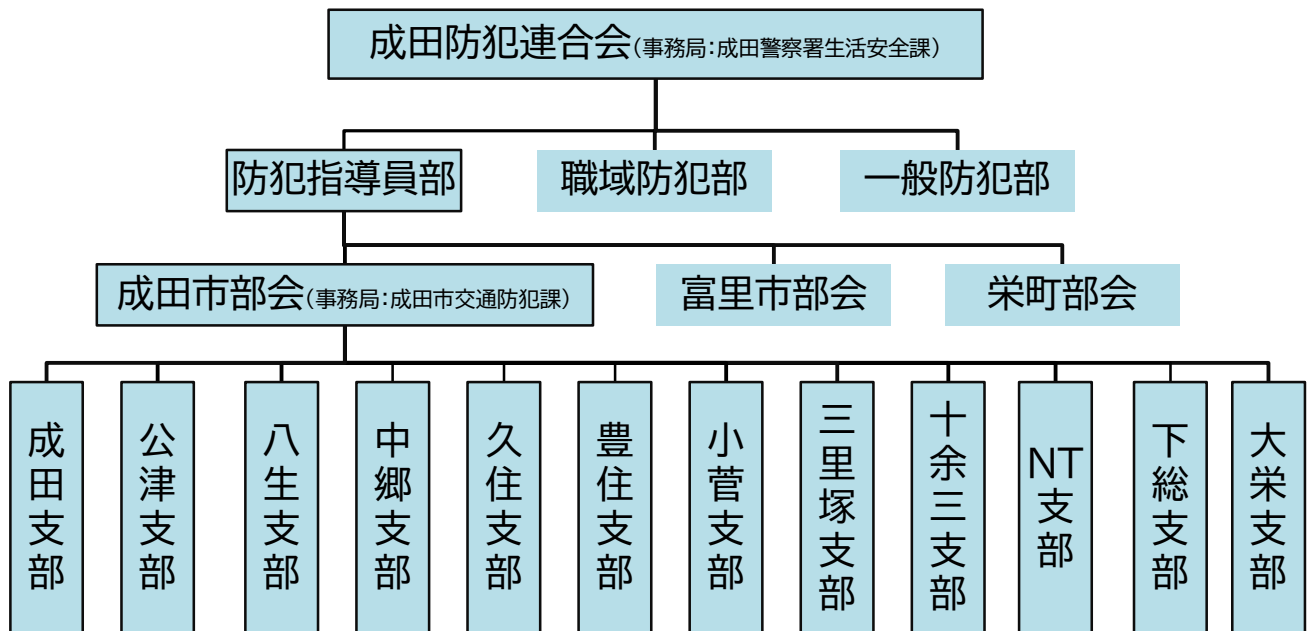 成田防犯連合会(事務局:成田警察署生活安全課)
防犯指導員部
職域防犯部
一般防犯部
成田市部会(事務局:成田市交通防犯課)
富里市部会
栄町部会
成田支部
公津支部
八生支部
中郷支部
久住支部
豊住支部
小菅支部
三里塚支部
十余三支部
NT支部
下総支部
大栄支部